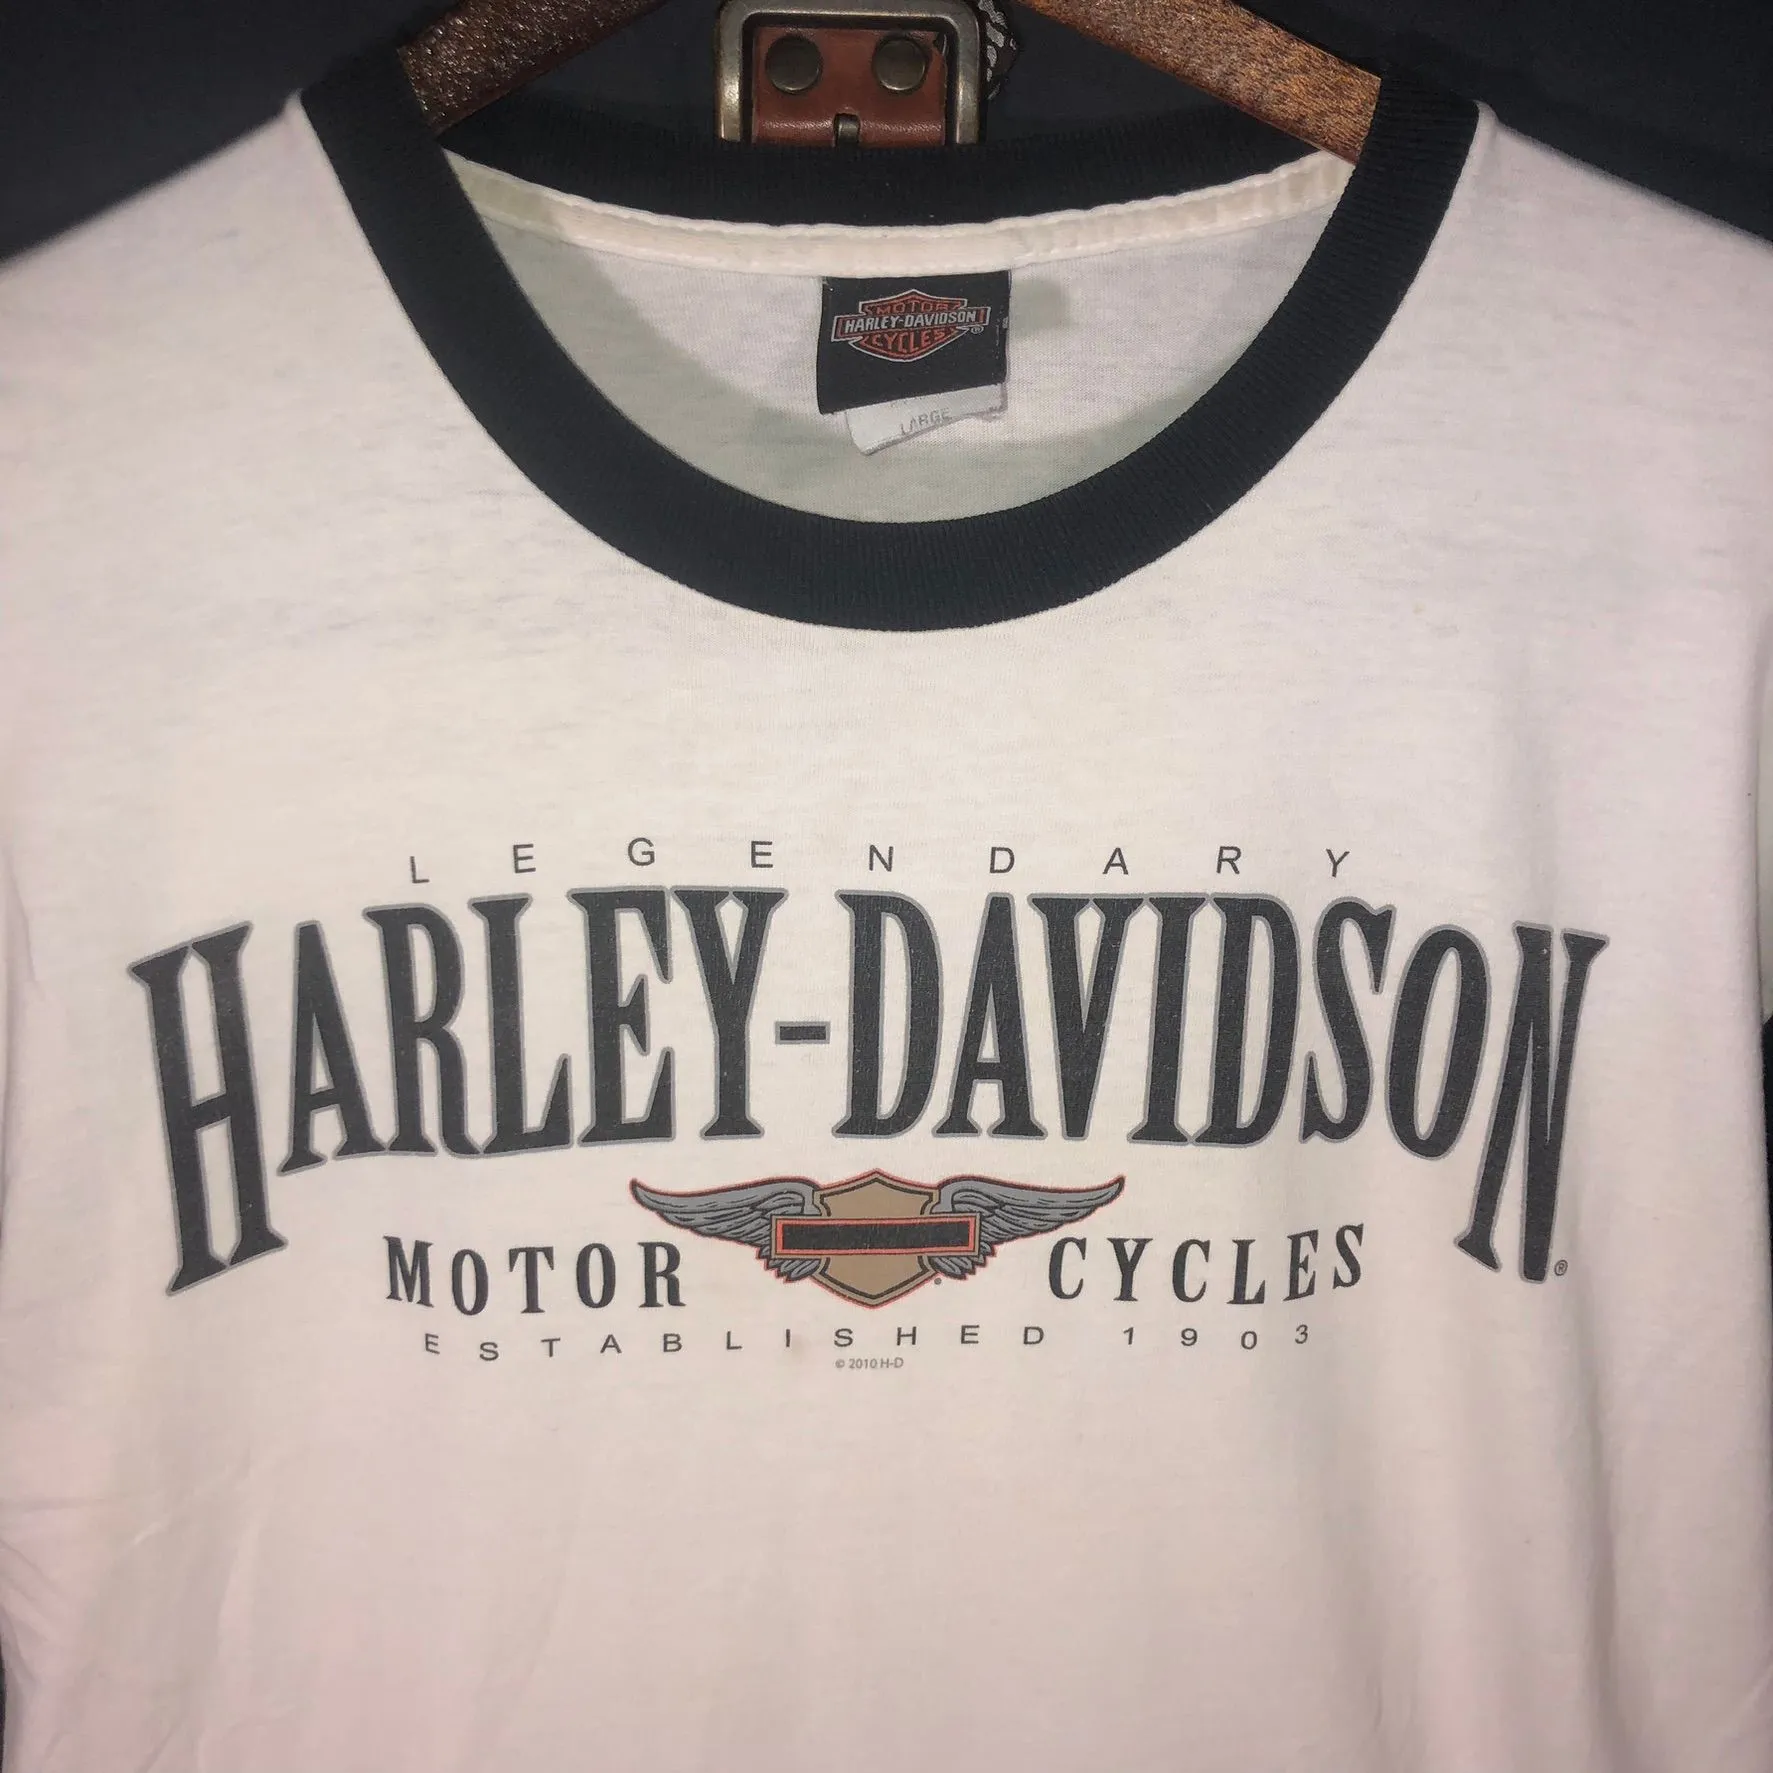 MOTOR
HARLEY-DAVIDSON ®
CYCLES
LARGE
LEGENDARY
HARLEY-DAVIDSON ®
MOTOR CYCLES
ESTABLISHED 1903
© 2010 H-D